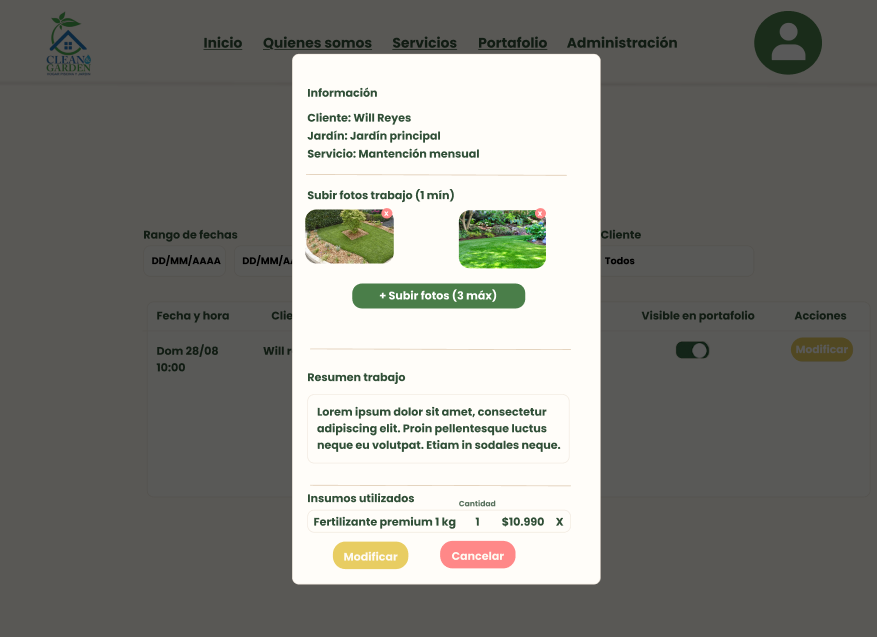 CLEAN
GARDEN
Inicio Quienes somos Servicios Portafolio Administración
Información
Cliente: Will Reyes
Jardín: Jardín principal
Servicio: Mantención mensual
Subir fotos trabajo (1 mín)
x x
+ Subir fotos (3 máx)
Resumen trabajo
Lorem ipsum dolor sit amet, consectetur
adipiscing elit. Proin pellentesque luctus
neque eu volutpat. Etiam in sodales neque.
Insumos utilizados Cantidad
Fertilizante premium 1 kg 1 $10.990 X
Modificar Cancelar
Rango de fechas Cliente
DD/MM/AAAA DD/MM/A Todos
Fecha y hora Clie Visible en portafolio Acciones
Dom 28/08 Will r Modificar
10:00